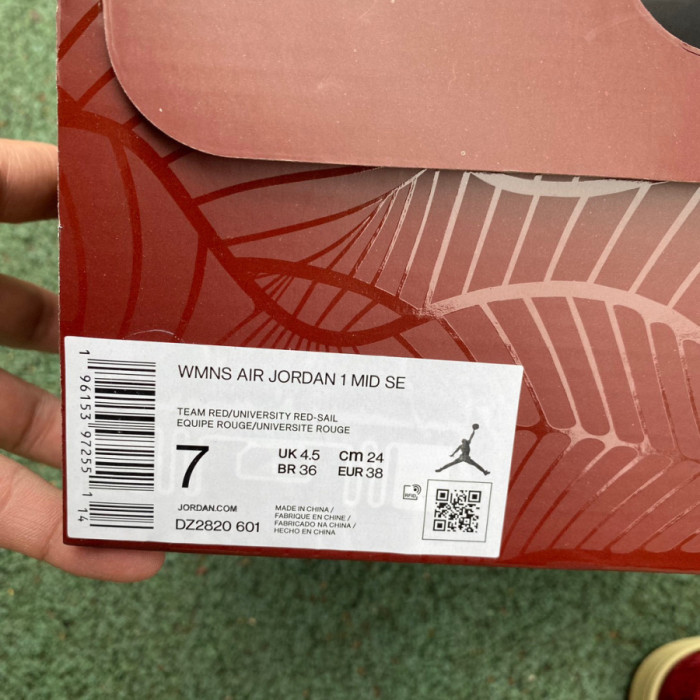 WMNS AIR JORDAN 1 MID SE
TEAM RED/UNIVERSITY RED-SAIL
EQUIPE ROUGE/UNIVERSITE ROUGE
7
UK 4.5 cm 24
BR 36 EUR 38
JORDAN.COM
DZ2820 601
MADE IN CHINA /
FABRIQUE EN CHINE /
FABRICADO NA CHINA /
HECHO EN CHINA
RFID
1 96153 97255 1 14